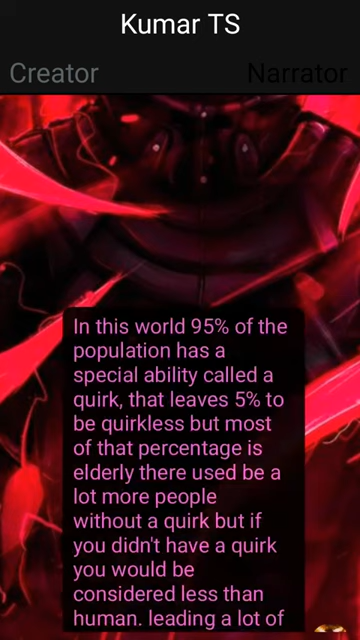 Kumar TS
Creator
Narrator
In this world 95% of the
population has a
special ability called a
quirk, that leaves 5% to
be quirkless but most
of that percentage is
elderly there used be a
lot more people
without a quirk but if
you didn't have a quirk
you would be
considered less than
human. leading a lot of